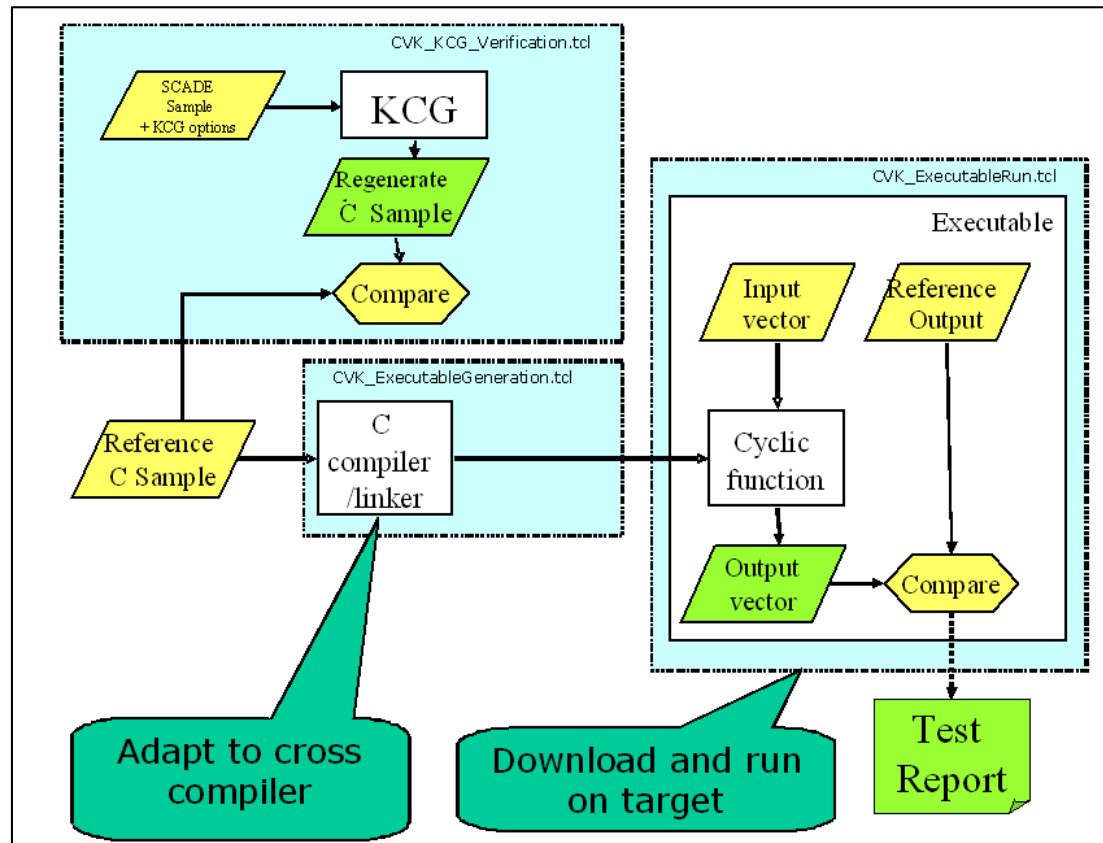 CVK_KCG_Verification.tcl
SCADE
Sample
+ KCG options
KCG
Regenerate
C Sample
Compare
CVK_ExecutableRun.tcl
Executable
Input
vector
Reference
Output
CVK_ExecutableGeneration.tcl
Reference
C Sample
C
compiler
/linker
Cyclic
function
Output
vector
Compare
Adapt to cross
compiler
Download and run
on target
Test
Report